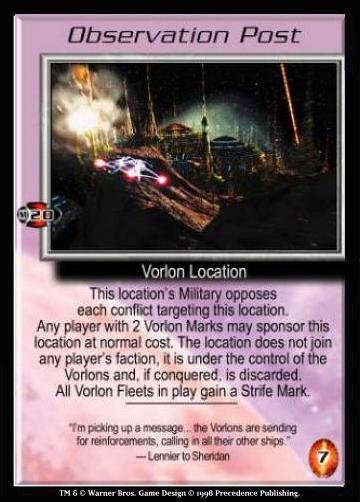 Observation Post
M 20
Vorlon Location
This location's Military opposes
each conflict targeting this location.
Any player with 2 Vorlon Marks may sponsor this
location at normal cost. The location does not join
any player's faction, it is under the control of the
Vorlons and, if conquered, is discarded.
All Vorlon Fleets in play gain a Strife Mark.
"I'm picking up a message... the Vorlons are sending
for reinforcements, calling in all their other ships."
— Lennier to Sheridan
7
TM & © Warner Bros. Game Design © 1998 Precedence Publishing.